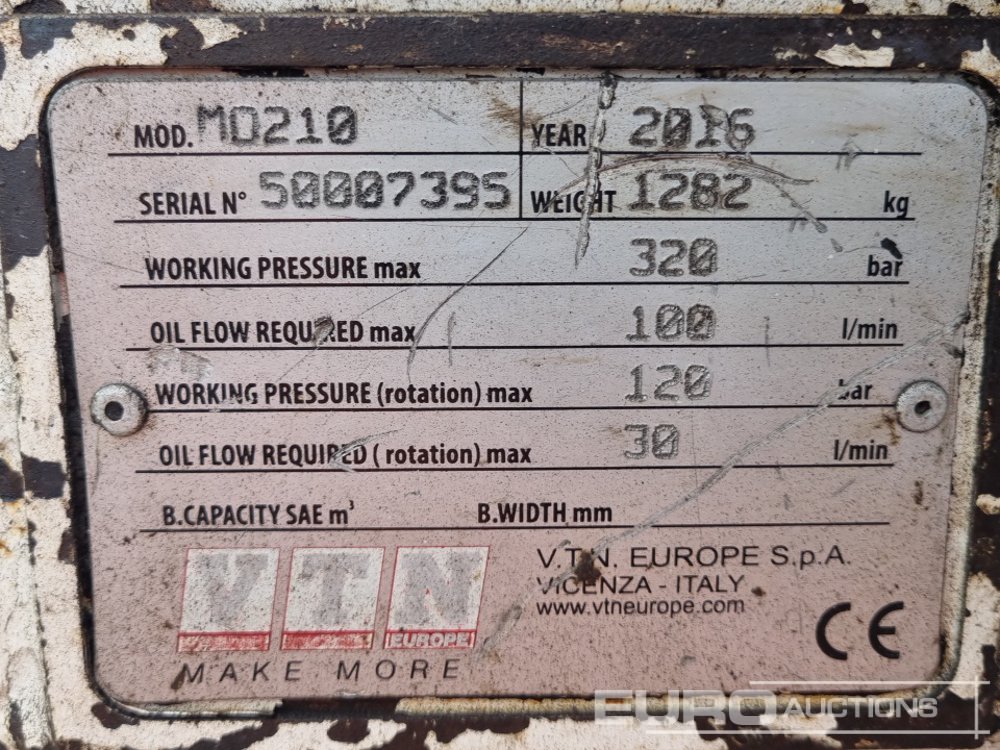 MOD. MD210 YEAR 2016
SERIAL N° 50007395 WEIGHT 1282 kg
WORKING PRESSURE max 320 bar
OIL FLOW REQUIRED max 100 l/min
WORKING PRESSURE (rotation) max 120 bar
OIL FLOW REQUIRED ( rotation) max 30 l/min
B.CAPACITY SAE m³ B.WIDTH mm
VTN EUROPE
MAKE MORE
V.T.N. EUROPE S.p.A.
VICENZA - ITALY
www.vtneurope.com
CE
EURO AUCTIONS